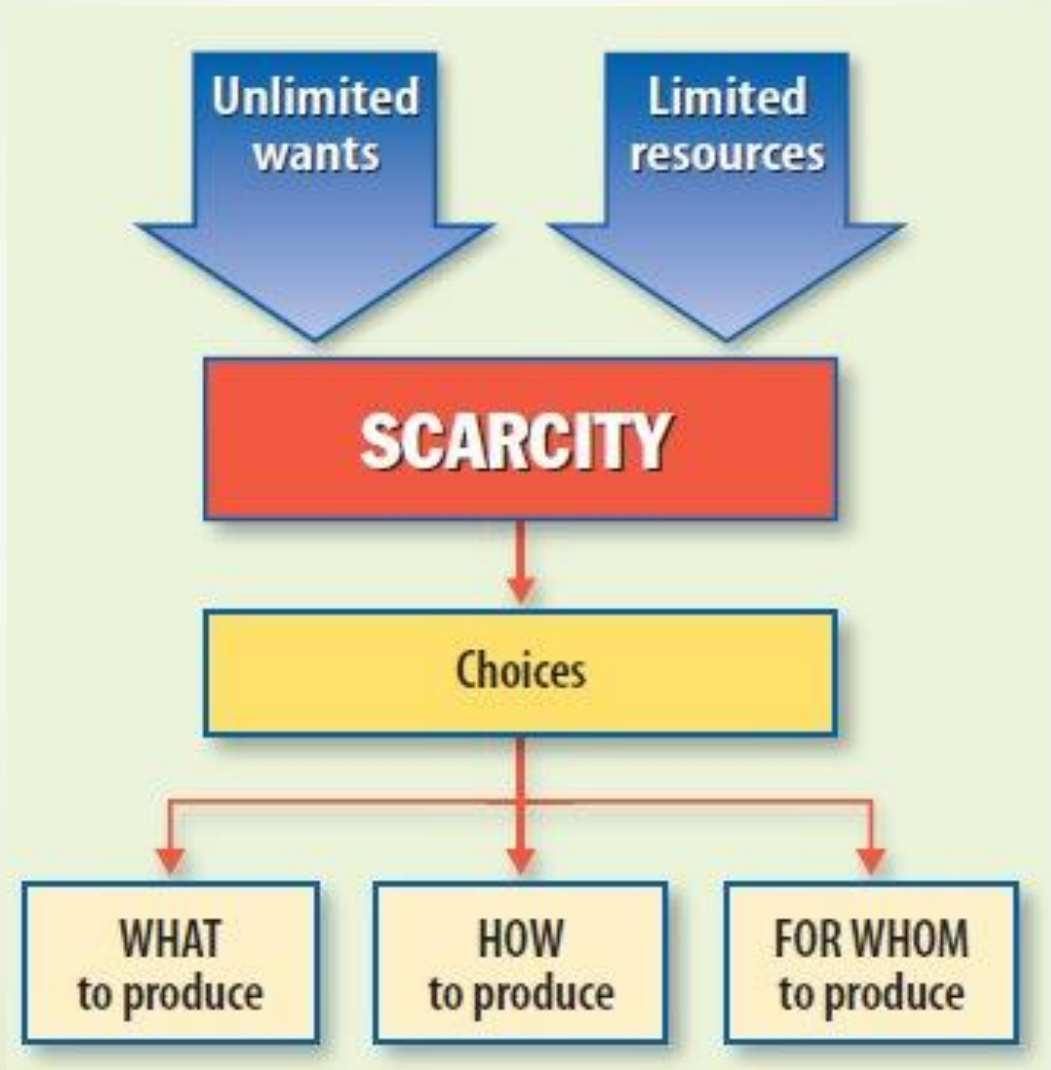 Unlimited
wants
Limited
resources
SCARCITY
Choices
WHAT
to produce
HOW
to produce
FOR WHOM
to produce